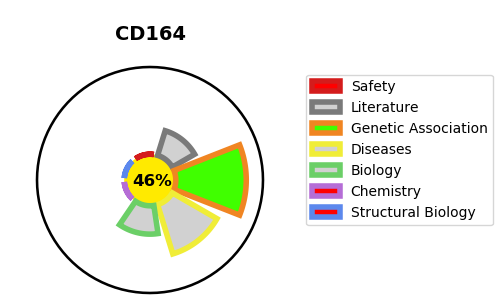 CD164
46%
Safety
Literature
Genetic Association
Diseases
Biology
Chemistry
Structural Biology